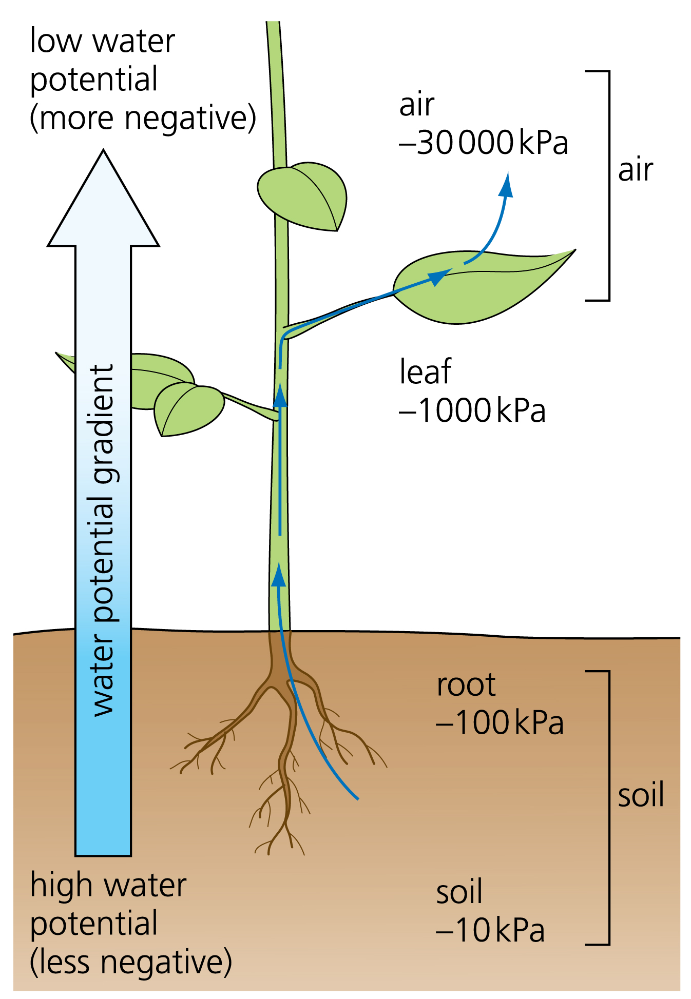 low water
potential
(more negative)
air
–30 000 kPa
air
water potential gradient
leaf
–1000 kPa
root
–100 kPa
soil
soil
–10 kPa
high water
potential
(less negative)